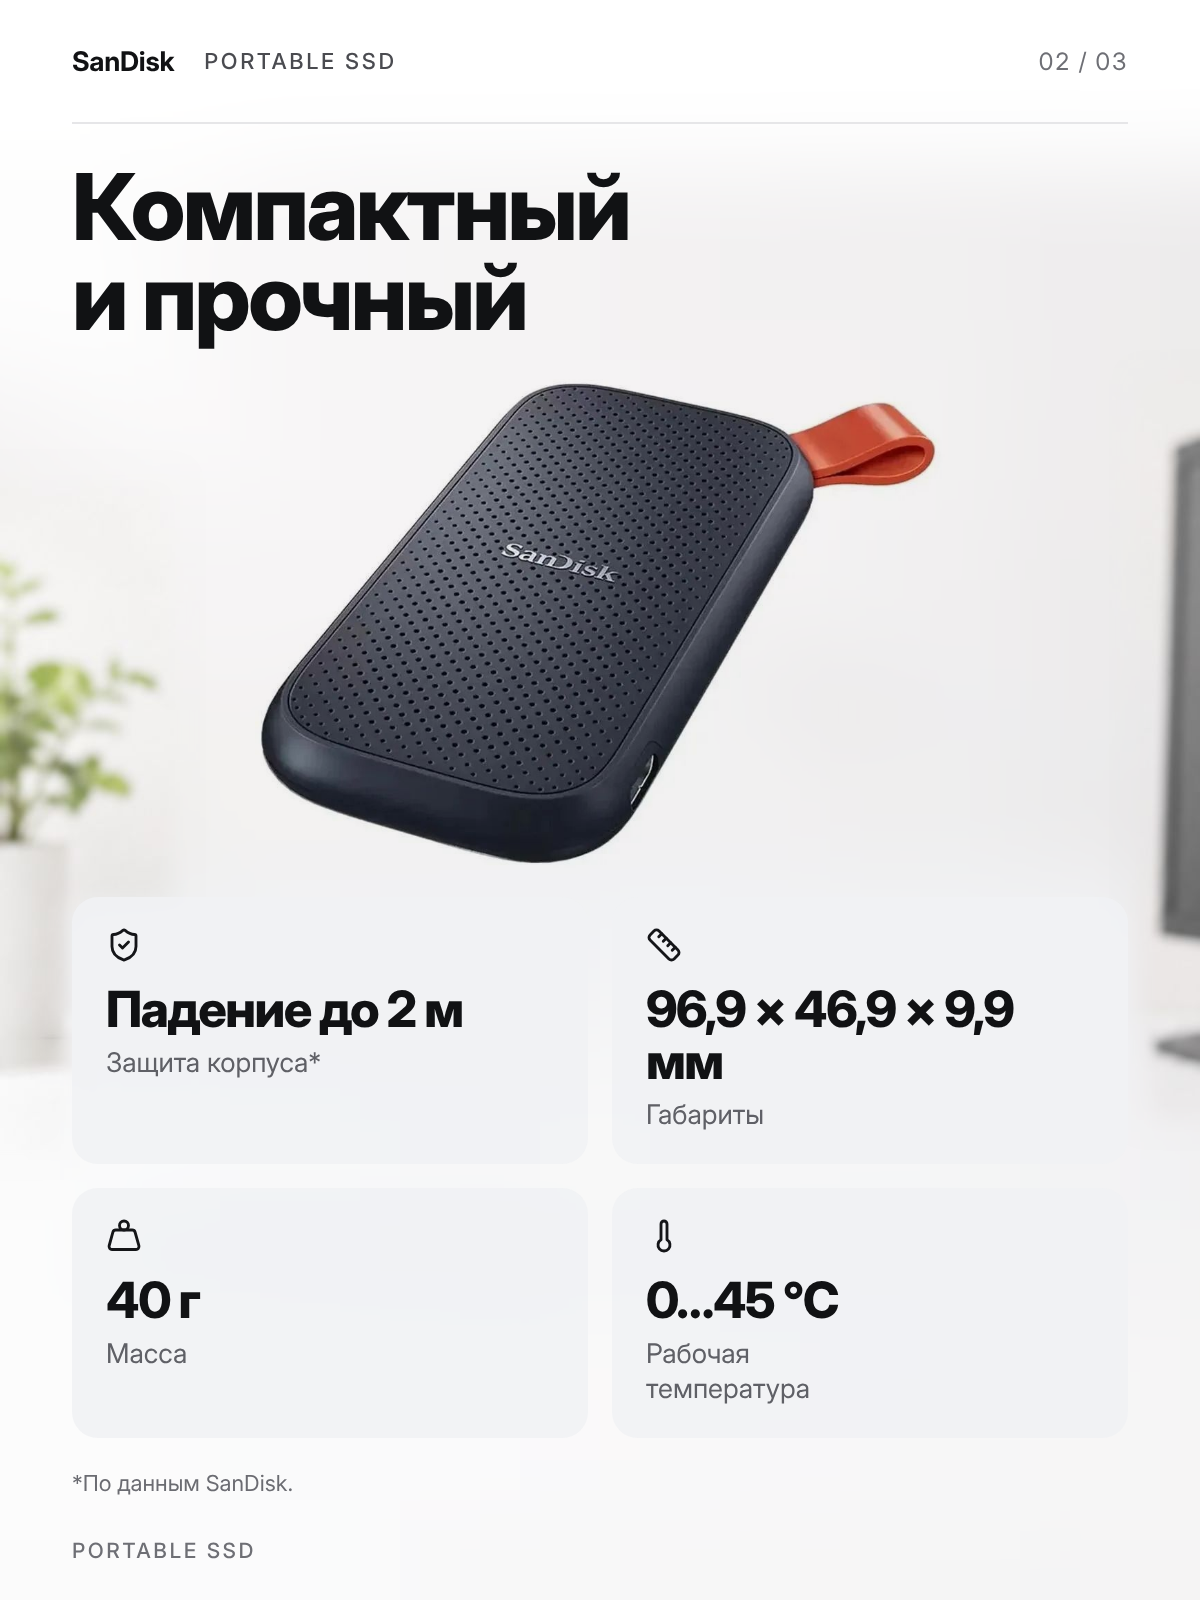 SanDisk PORTABLE SSD 02 / 03
Компактный
и прочный
SanDisk
Падение до 2 м
Защита корпуса*
96,9 × 46,9 × 9,9
мм
Габариты
40 г
Масса
0...45 °C
Рабочая
температура
*По данным SanDisk.
PORTABLE SSD